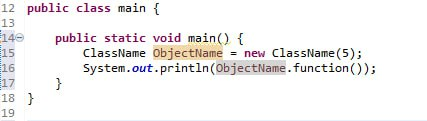 12 public class main {
13
14 public static void main() {
15 ClassName ObjectName = new ClassName(5);
16 System.out.println(ObjectName.function());
17 }
18 }
19